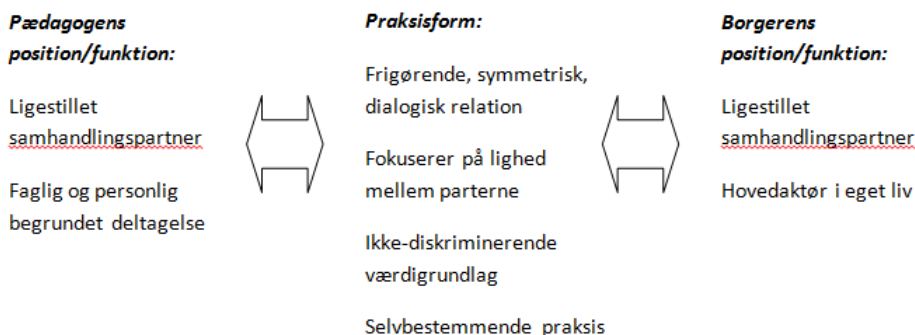 Pædagogens
position/funktion:
Ligestillet
samhandlingspartner
Faglig og personlig
begrundet deltagelse
Praksisform:
Frigørende, symmetrisk,
dialogisk relation
Fokuserer på lighed
mellem parterne
Ikke-diskriminerende
værdigrundlag
Selvbestemmende praksis
Borgerens
position/funktion:
Ligestillet
samhandlingspartner
Hovedaktør i eget liv